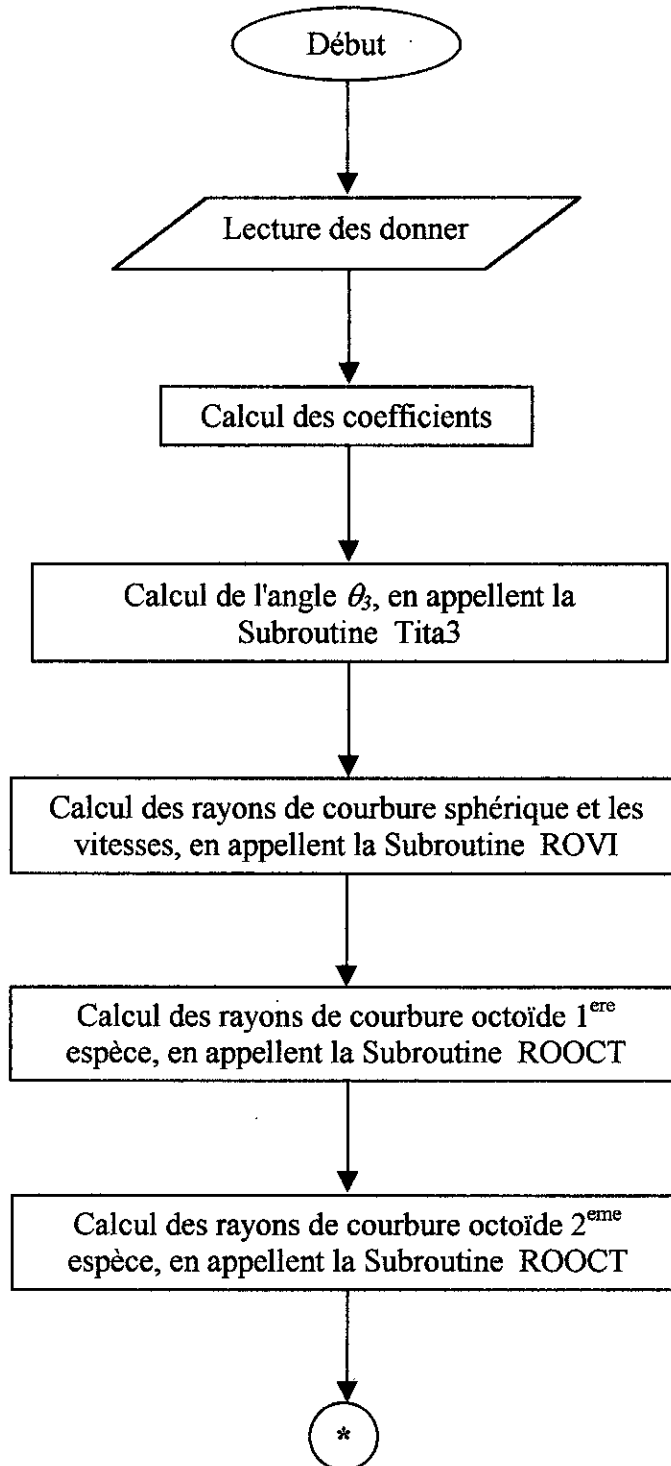 Début
Lecture des donner
Calcul des coefficients
Calcul de l'angle θ₃, en appellent la
Subroutine Tita3
Calcul des rayons de courbure sphérique et les
vitesses, en appellent la Subroutine ROVI
Calcul des rayons de courbure octoïde 1ere
espèce, en appellent la Subroutine ROOCT
Calcul des rayons de courbure octoïde 2eme
espèce, en appellent la Subroutine ROOCT
*